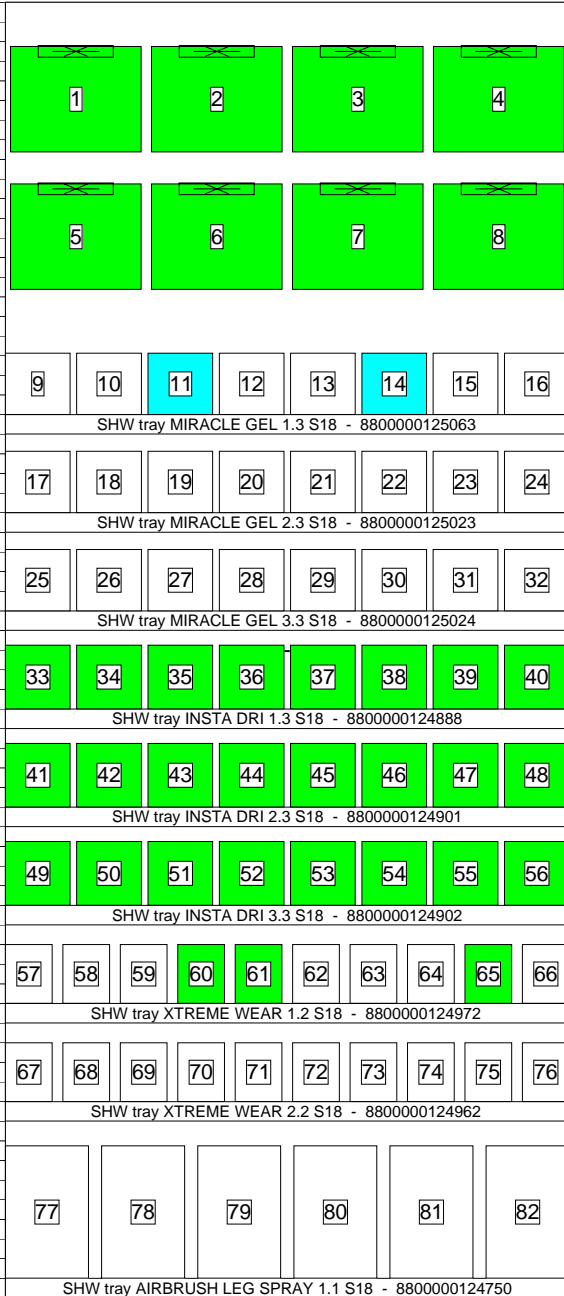 1 2 3 4
5 6 7 8
9 10 11 12 13 14 15 16
SHW tray MIRACLE GEL 1.3 S18 - 8800000125063
17 18 19 20 21 22 23 24
SHW tray MIRACLE GEL 2.3 S18 - 8800000125023
25 26 27 28 29 30 31 32
SHW tray MIRACLE GEL 3.3 S18 - 8800000125024
33 34 35 36 37 38 39 40
SHW tray INSTA DRI 1.3 S18 - 8800000124888
41 42 43 44 45 46 47 48
SHW tray INSTA DRI 2.3 S18 - 8800000124901
49 50 51 52 53 54 55 56
SHW tray INSTA DRI 3.3 S18 - 8800000124902
57 58 59 60 61 62 63 64 65 66
SHW tray XTREME WEAR 1.2 S18 - 8800000124972
67 68 69 70 71 72 73 74 75 76
SHW tray XTREME WEAR 2.2 S18 - 8800000124962
77 78 79 80 81 82
SHW tray AIRBRUSH LEG SPRAY 1.1 S18 - 8800000124750